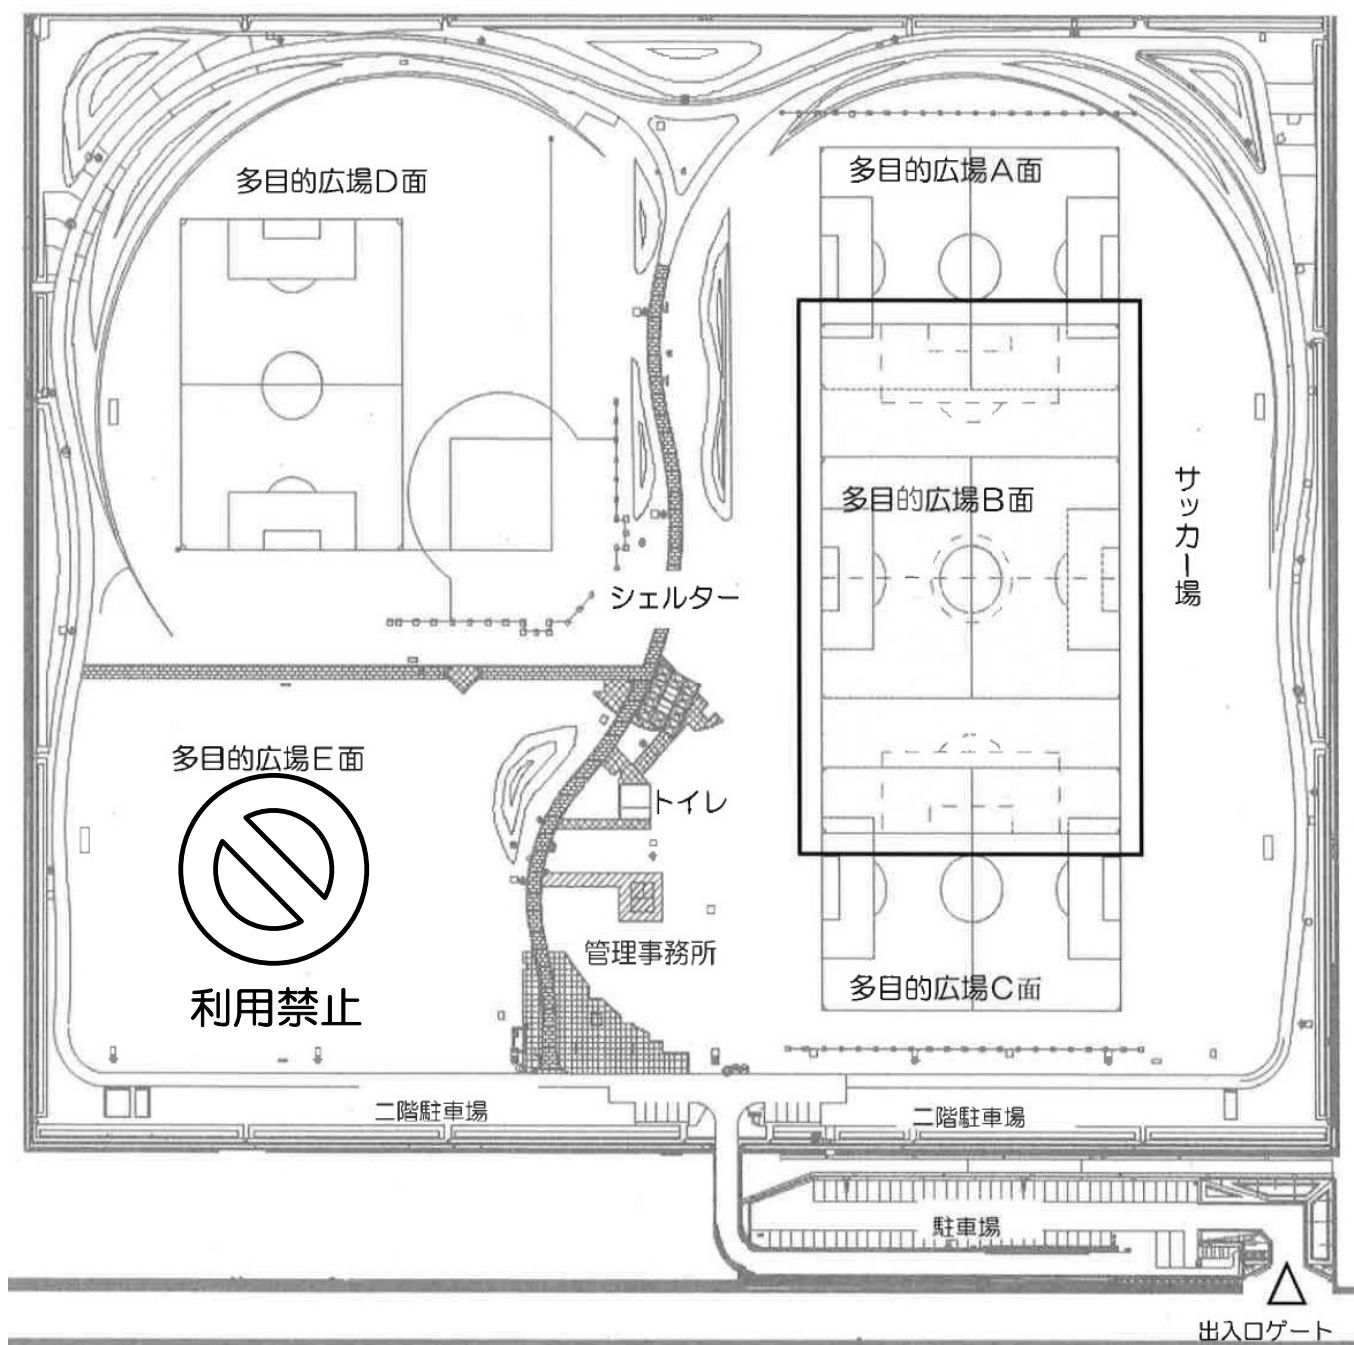 多目的広場D面
多目的広場A面
多目的広場B面
サッカー場
シェルター
多目的広場E面
トイレ
利用禁止
管理事務所
多目的広場C面
二階駐車場
二階駐車場
駐車場
出入口ゲート